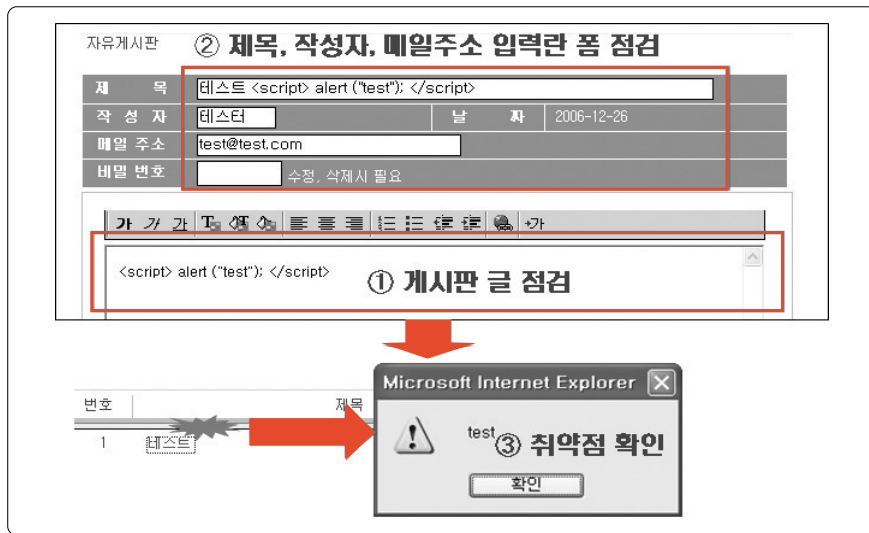 자유게시판 ② 제목, 작성자, 메일주소 입력란 폼 점검
제 목 테스트 <script> alert ("test"); </script>
작 성 자 테스터 날 짜 2006-12-26
메일 주소 test@test.com
비밀 번호 수정, 삭제시 필요
가 가 가 T +가
<script> alert ("test"); </script>
① 게시판 글 점검
번호 제목
1 테스트
Microsoft Internet Explorer
test ③ 취약점 확인
확인